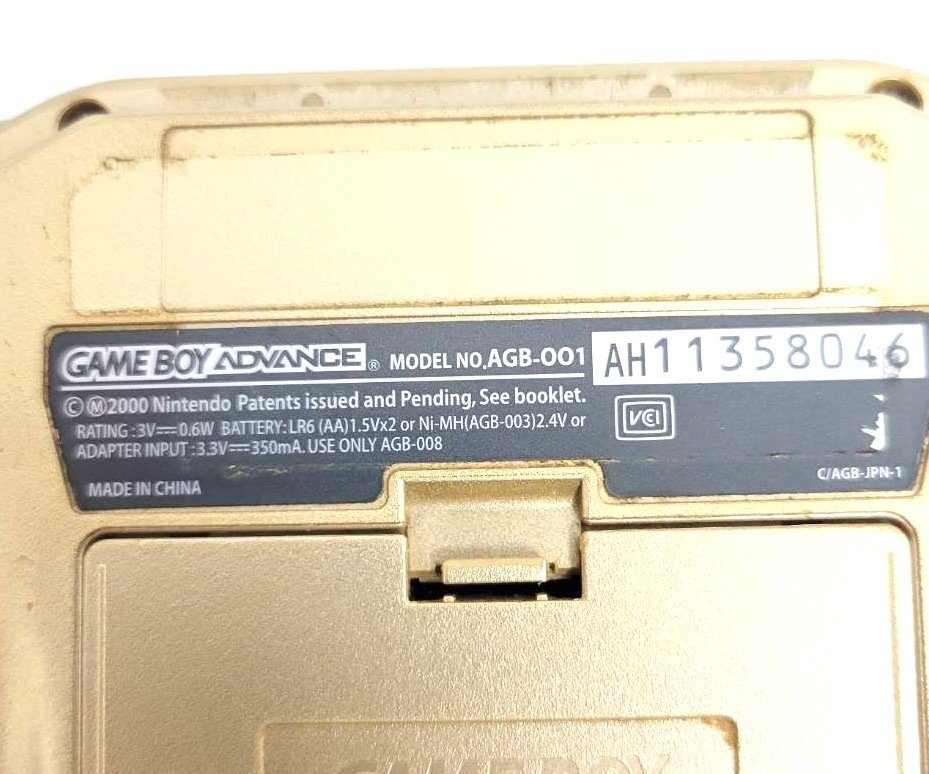 GAME BOY ADVANCE® MODEL NO.AGB-001 AH11358046
©Ⓜ2000 Nintendo Patents issued and Pending, See booklet.
RATING :3V⎓0.6W BATTERY:LR6 (AA)1.5Vx2 or Ni-MH(AGB-003)2.4V or
ADAPTER INPUT :3.3V⎓350mA. USE ONLY AGB-008
VCI
C/AGB-JPN-1
MADE IN CHINA
GAME BOY